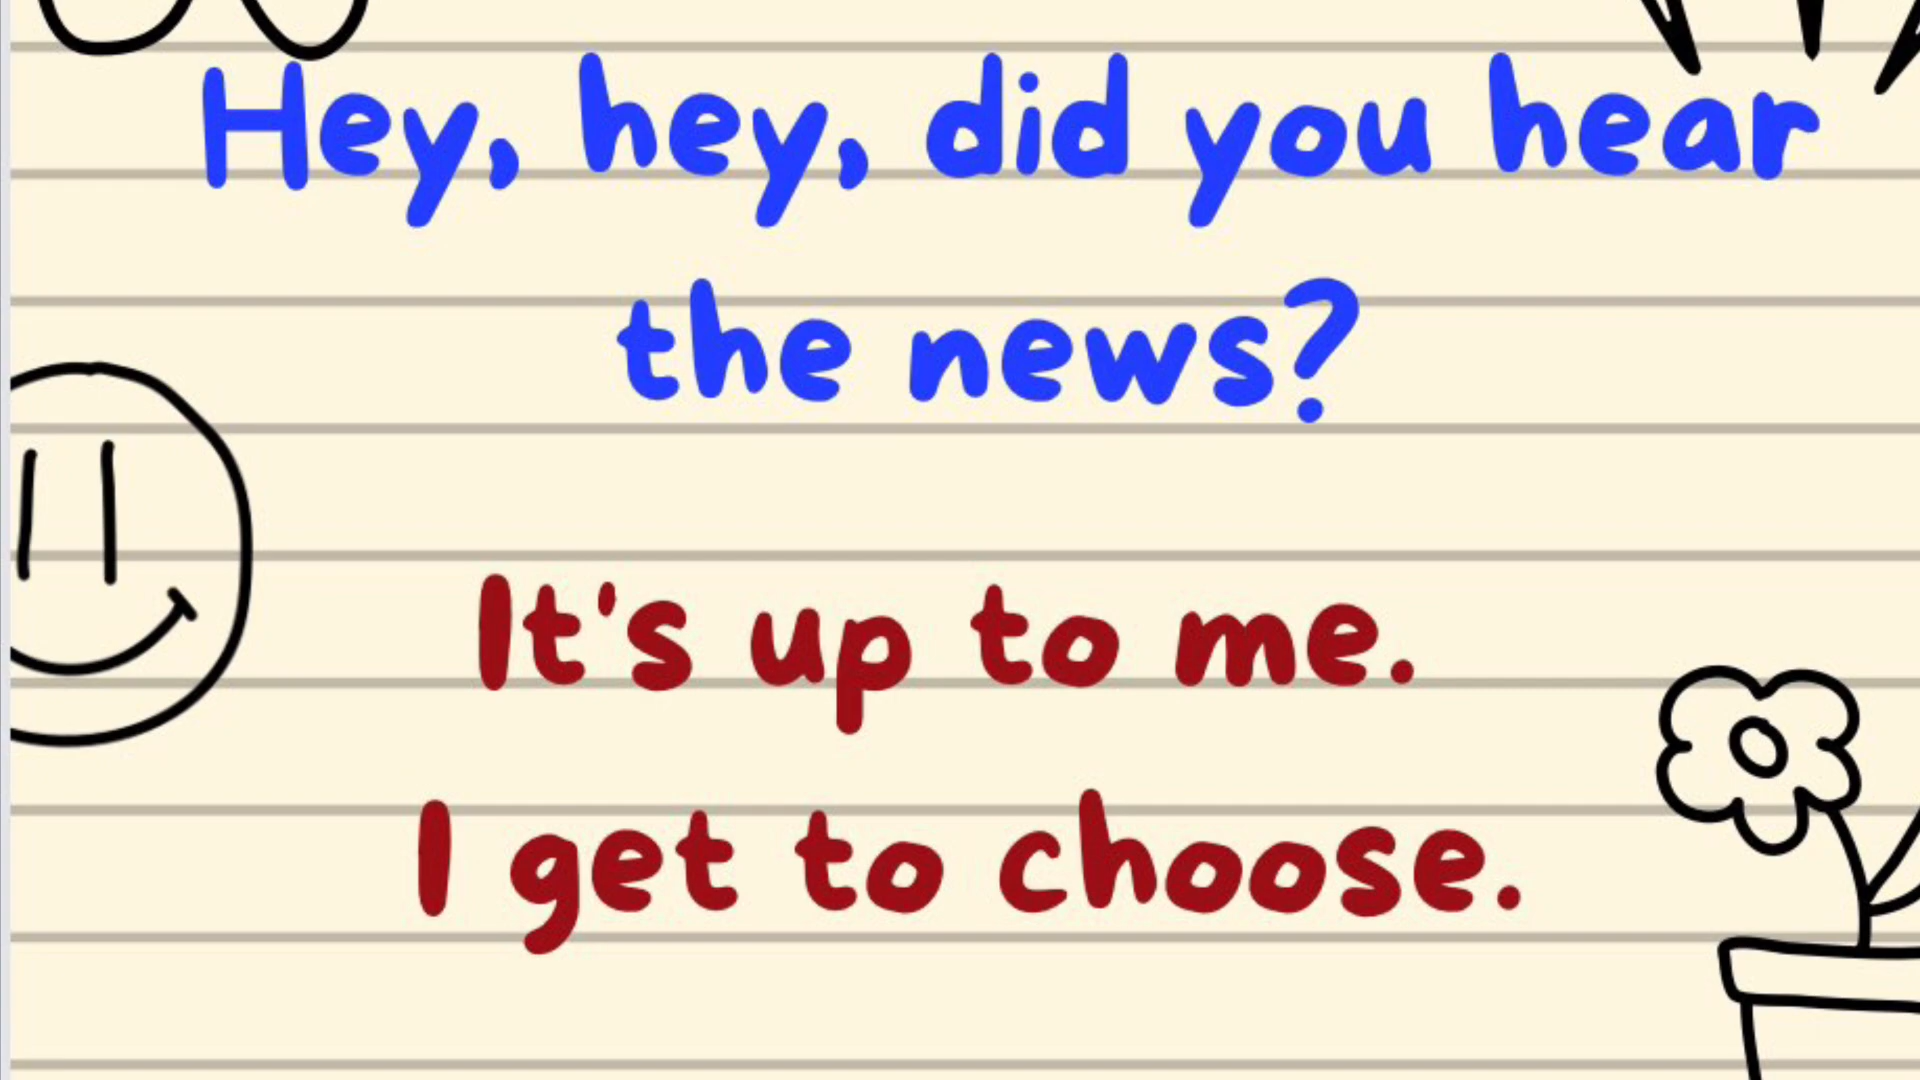 Hey, hey, did you hear
the news?
It's up to me.
I get to choose.